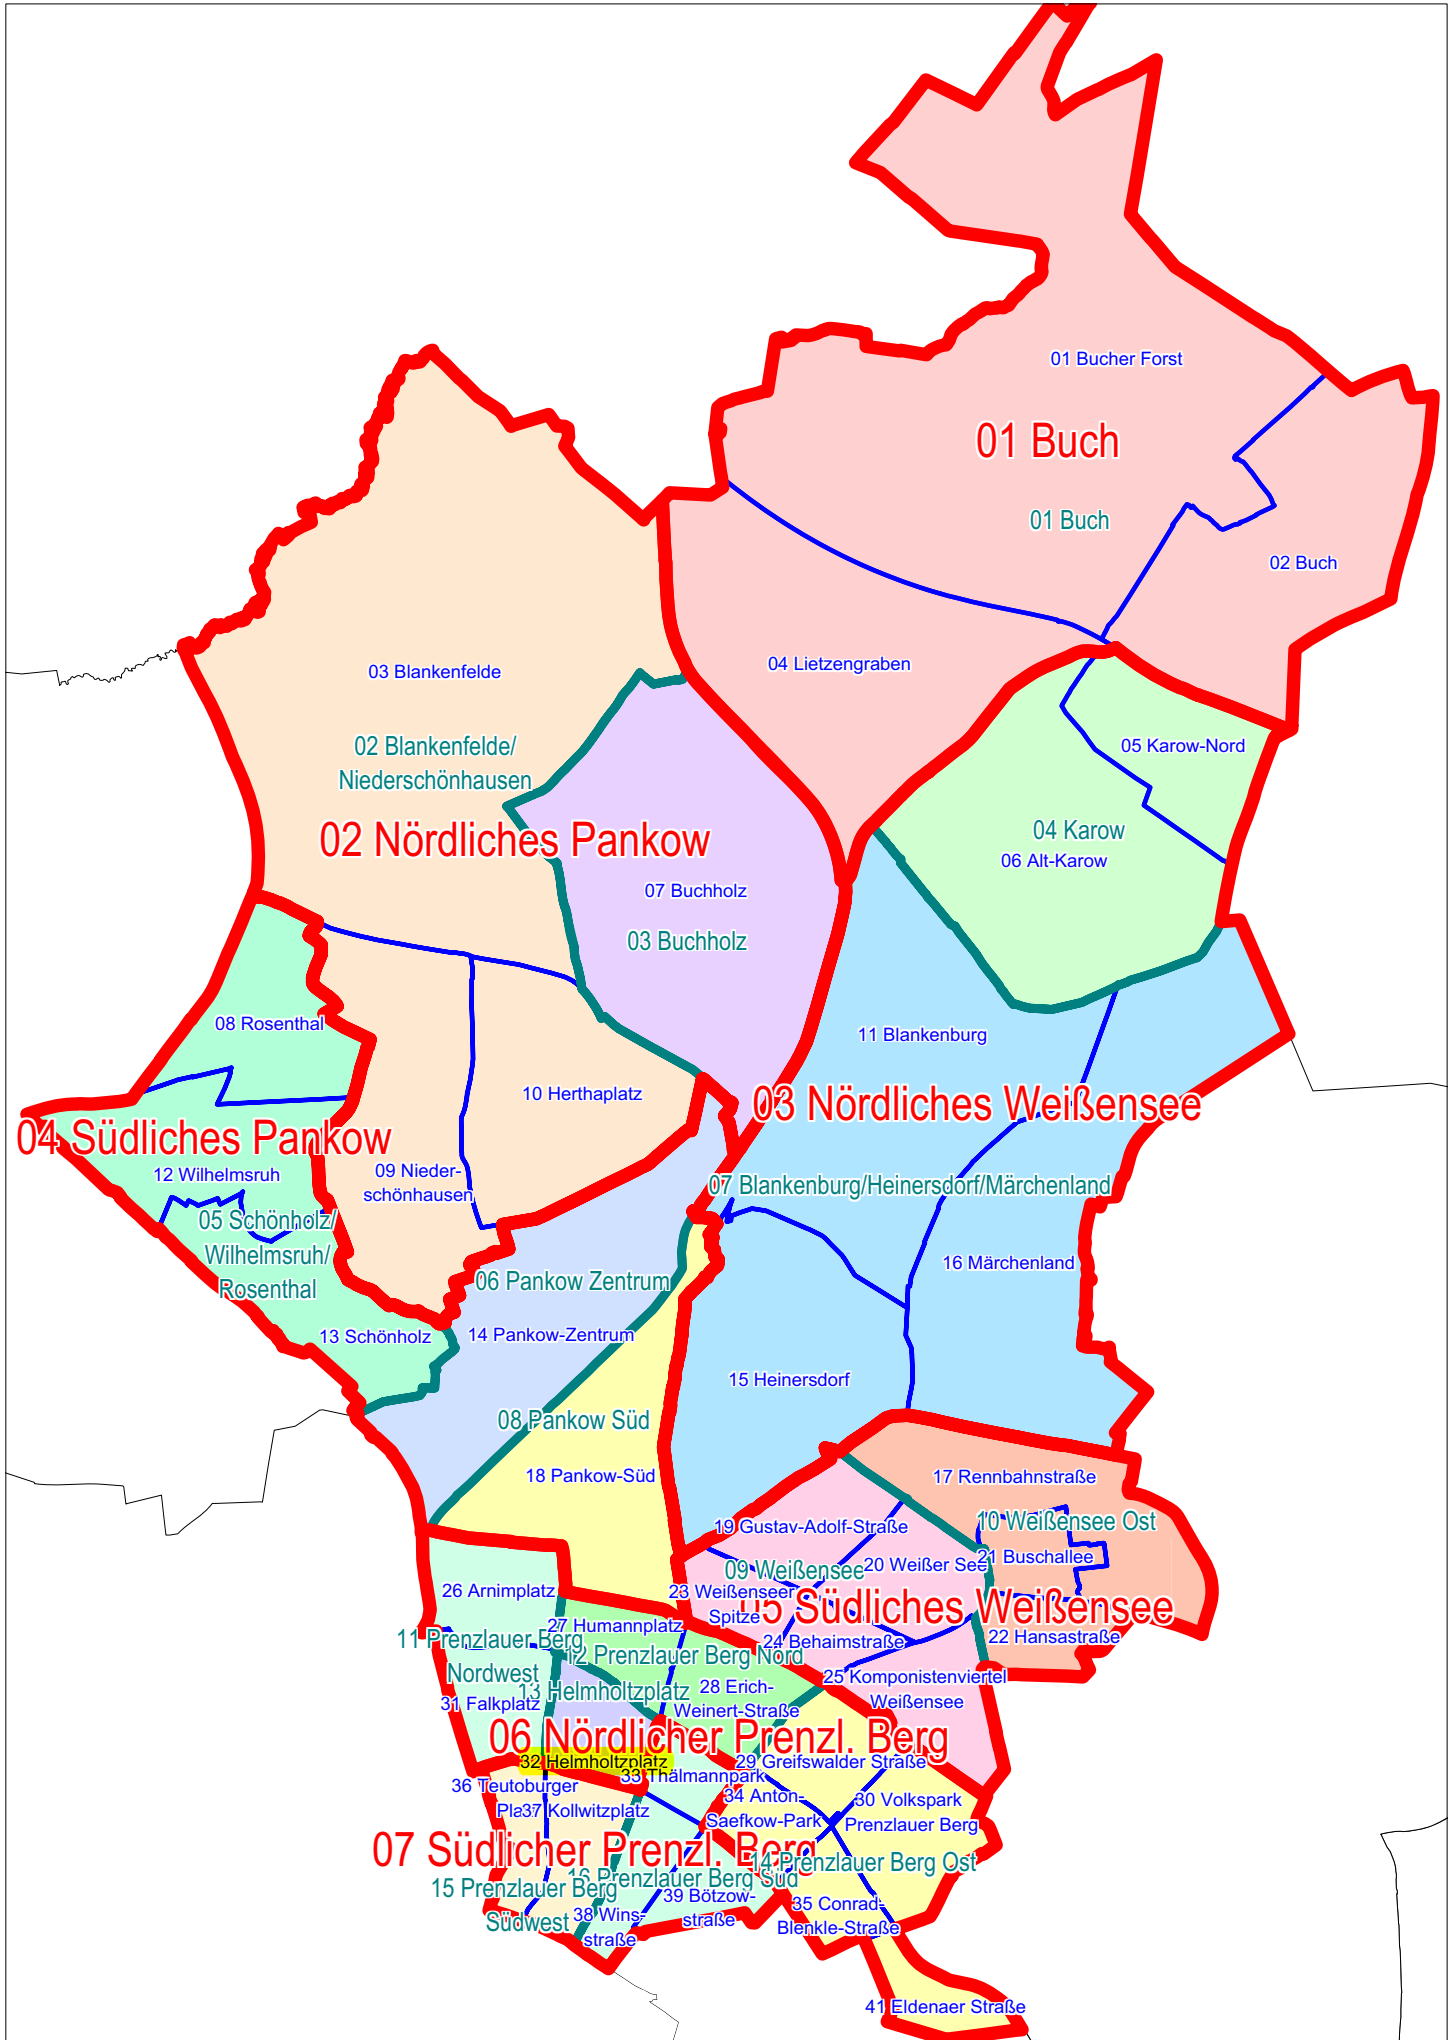 01 Bucher Forst
01 Buch
01 Buch
02 Buch
04 Lietzengraben
03 Blankenfelde
02 Blankenfelde/
Niederschönhausen
05 Karow-Nord
02 Nördliches Pankow
04 Karow
06 Alt-Karow
07 Buchholz
03 Buchholz
08 Rosenthal
11 Blankenburg
10 Herthaplatz
03 Nördliches Weißensee
04 Südliches Pankow
12 Wilhelmsruh
09 Nieder-
schönhausen
07 Blankenburg/Heinersdorf/Märchenland
05 Schönholz/
Wilhelmsruh/
Rosenthal
16 Märchenland
06 Pankow Zentrum
13 Schönholz
14 Pankow-Zentrum
15 Heinersdorf
08 Pankow Süd
18 Pankow-Süd
17 Rennbahnstraße
19 Gustav-Adolf-Straße
10 Weißensee Ost
20 Weißer See
21 Buschallee
09 Weißensee
26 Arnimplatz
23 Weißenseer
Spitze
05 Südliches Weißensee
27 Humannplatz
11 Prenzlauer Berg
Nordwest
24 Behaimstraße
22 Hansastraße
12 Prenzlauer Berg Nord
25 Komponistenviertel
Weißensee
13 Helmholtzplatz
28 Erich-
Weinert-Straße
31 Falkplatz
06 Nördlicher Prenzl. Berg
32 Helmholtzplatz
29 Greifswalder Straße
33 Thälmannpark
36 Teutoburger
Platz
37 Kollwitzplatz
34 Anton-
Saefkow-Park
30 Volkspark
Prenzlauer Berg
07 Südlicher Prenzl. Berg
14 Prenzlauer Berg Ost
16 Prenzlauer Berg Süd
15 Prenzlauer Berg
Südwest
39 Bötzow-
straße
38 Wins-
straße
35 Conrad-
Blenkle-Straße
41 Eldenaer Straße